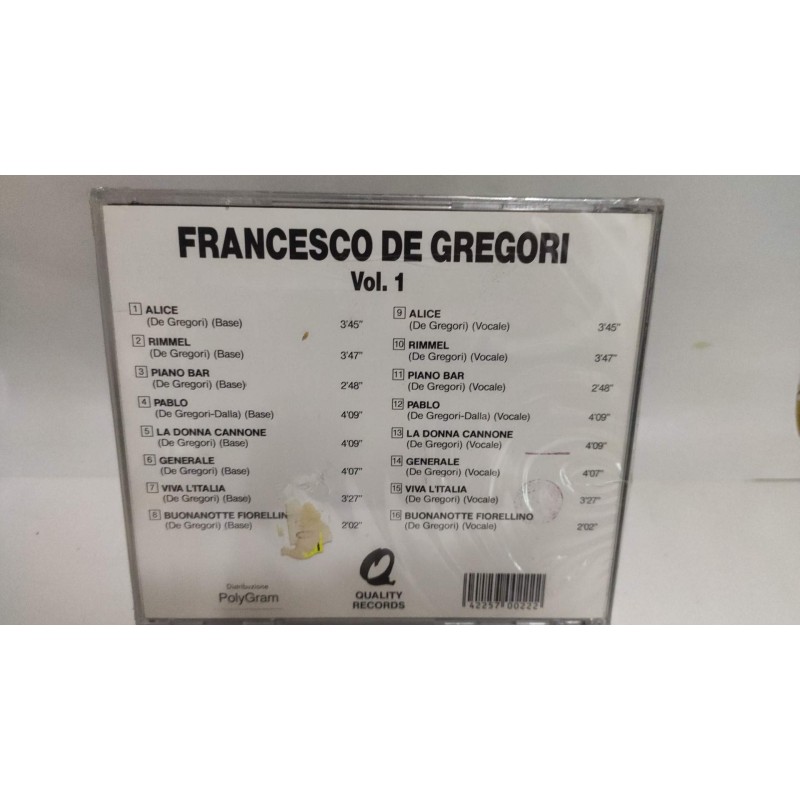 FRANCESCO DE GREGORI
Vol. 1
1 ALICE
(De Gregori) (Base) 3'45"
2 RIMMEL
(De Gregori) (Base) 3'47"
3 PIANO BAR
(De Gregori) (Base) 2'48"
4 PABLO
(De Gregori-Dalla) (Base) 4'09"
5 LA DONNA CANNONE
(De Gregori) (Base) 4'09"
6 GENERALE
(De Gregori) (Base) 4'07"
7 VIVA L'ITALIA
(De Gregori) (Base) 3'27"
8 BUONANOTTE FIORELLINO
(De Gregori) (Base) 2'02"
9 ALICE
(De Gregori) (Vocale) 3'45"
10 RIMMEL
(De Gregori) (Vocale) 3'47"
11 PIANO BAR
(De Gregori) (Vocale) 2'48"
12 PABLO
(De Gregori-Dalla) (Vocale) 4'09"
13 LA DONNA CANNONE
(De Gregori) (Vocale) 4'09"
14 GENERALE
(De Gregori) (Vocale) 4'07"
15 VIVA L'ITALIA
(De Gregori) (Vocale) 3'27"
16 BUONANOTTE FIORELLINO
(De Gregori) (Vocale) 2'02"
Distribuzione
PolyGram
QUALITY
RECORDS
42257 00222